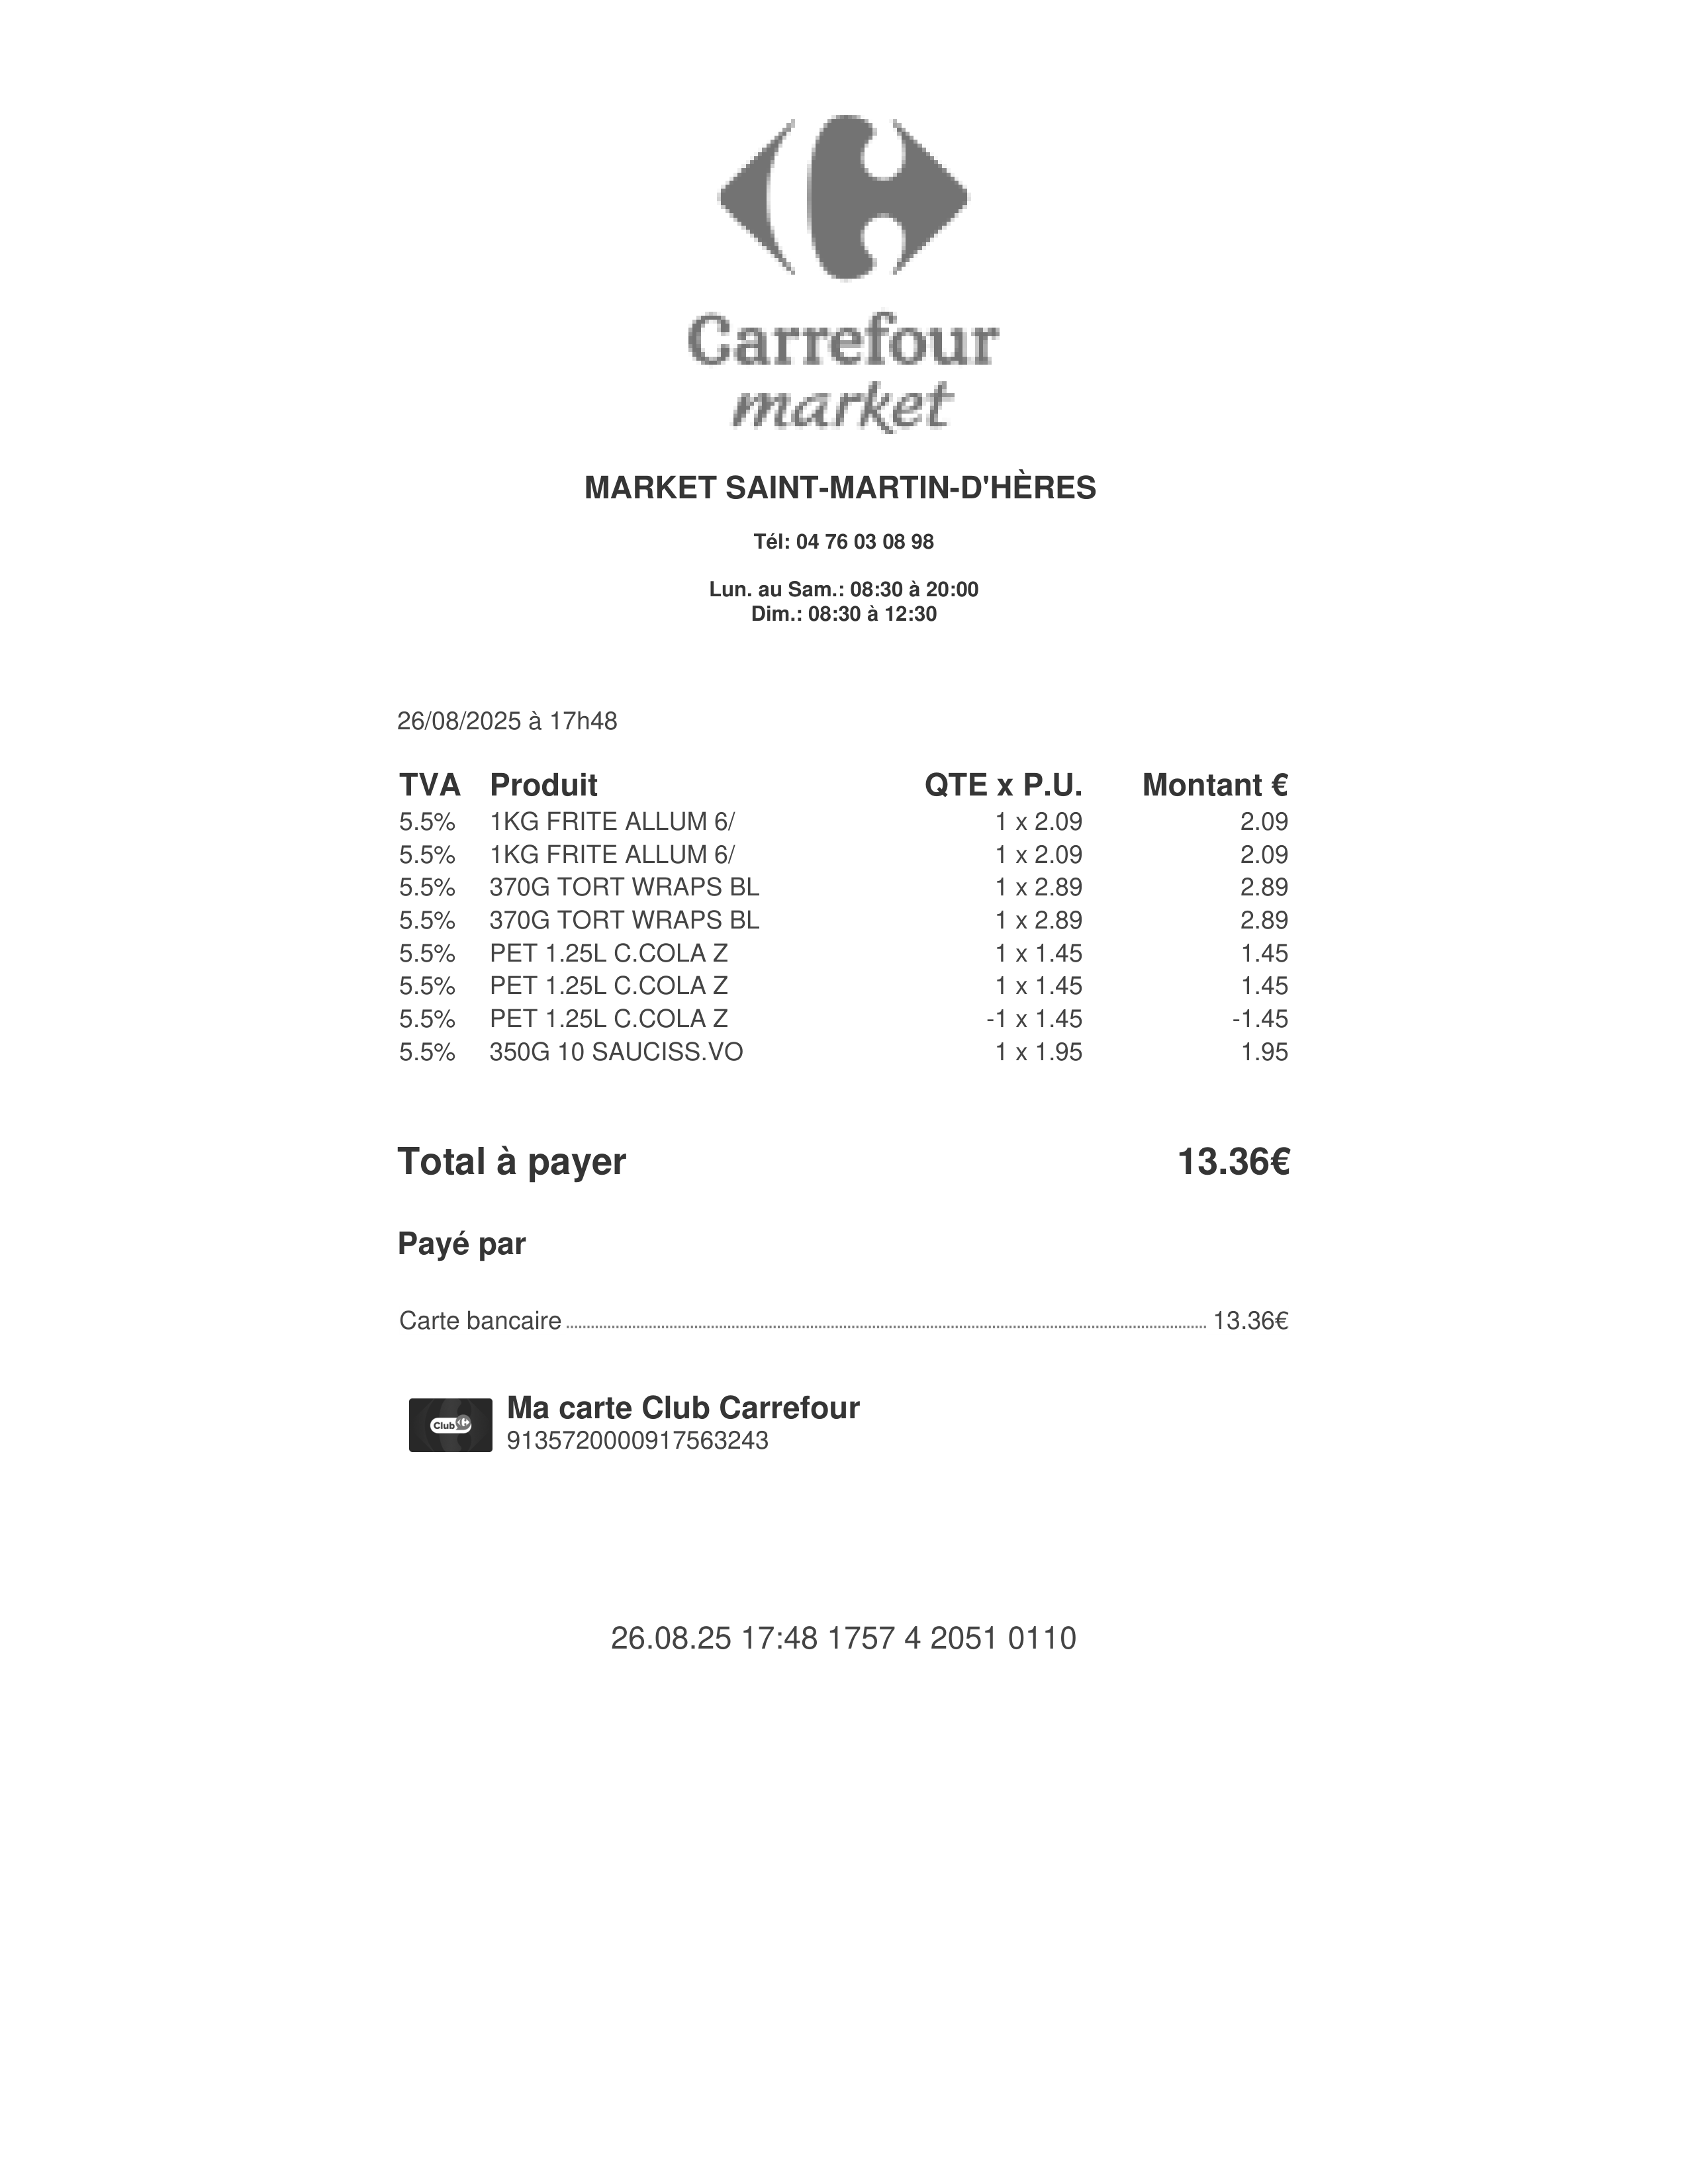 Carrefour
market
MARKET SAINT-MARTIN-D'HÈRES
Tél: 04 76 03 08 98
Lun. au Sam.: 08:30 à 20:00
Dim.: 08:30 à 12:30
26/08/2025 à 17h48
TVA Produit QTE x P.U. Montant €
5.5% 1KG FRITE ALLUM 6/ 1 x 2.09 2.09
5.5% 1KG FRITE ALLUM 6/ 1 x 2.09 2.09
5.5% 370G TORT WRAPS BL 1 x 2.89 2.89
5.5% 370G TORT WRAPS BL 1 x 2.89 2.89
5.5% PET 1.25L C.COLA Z 1 x 1.45 1.45
5.5% PET 1.25L C.COLA Z 1 x 1.45 1.45
5.5% PET 1.25L C.COLA Z -1 x 1.45 -1.45
5.5% 350G 10 SAUCISS.VO 1 x 1.95 1.95
Total à payer 13.36€
Payé par
Carte bancaire 13.36€
Club
Ma carte Club Carrefour
9135720000917563243
26.08.25 17:48 1757 4 2051 0110